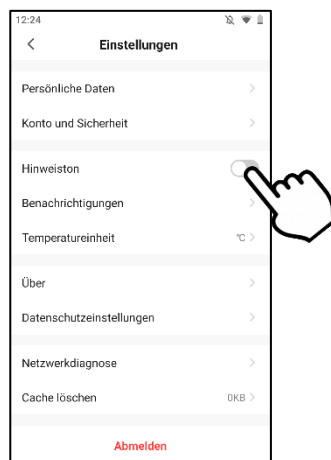 12:24
Einstellungen
Persönliche Daten
Konto und Sicherheit
Hinweiston
Benachrichtigungen
Temperatureinheit °C
Über
Datenschutzeinstellungen
Netzwerkdiagnose
Cache löschen 0KB
Abmelden